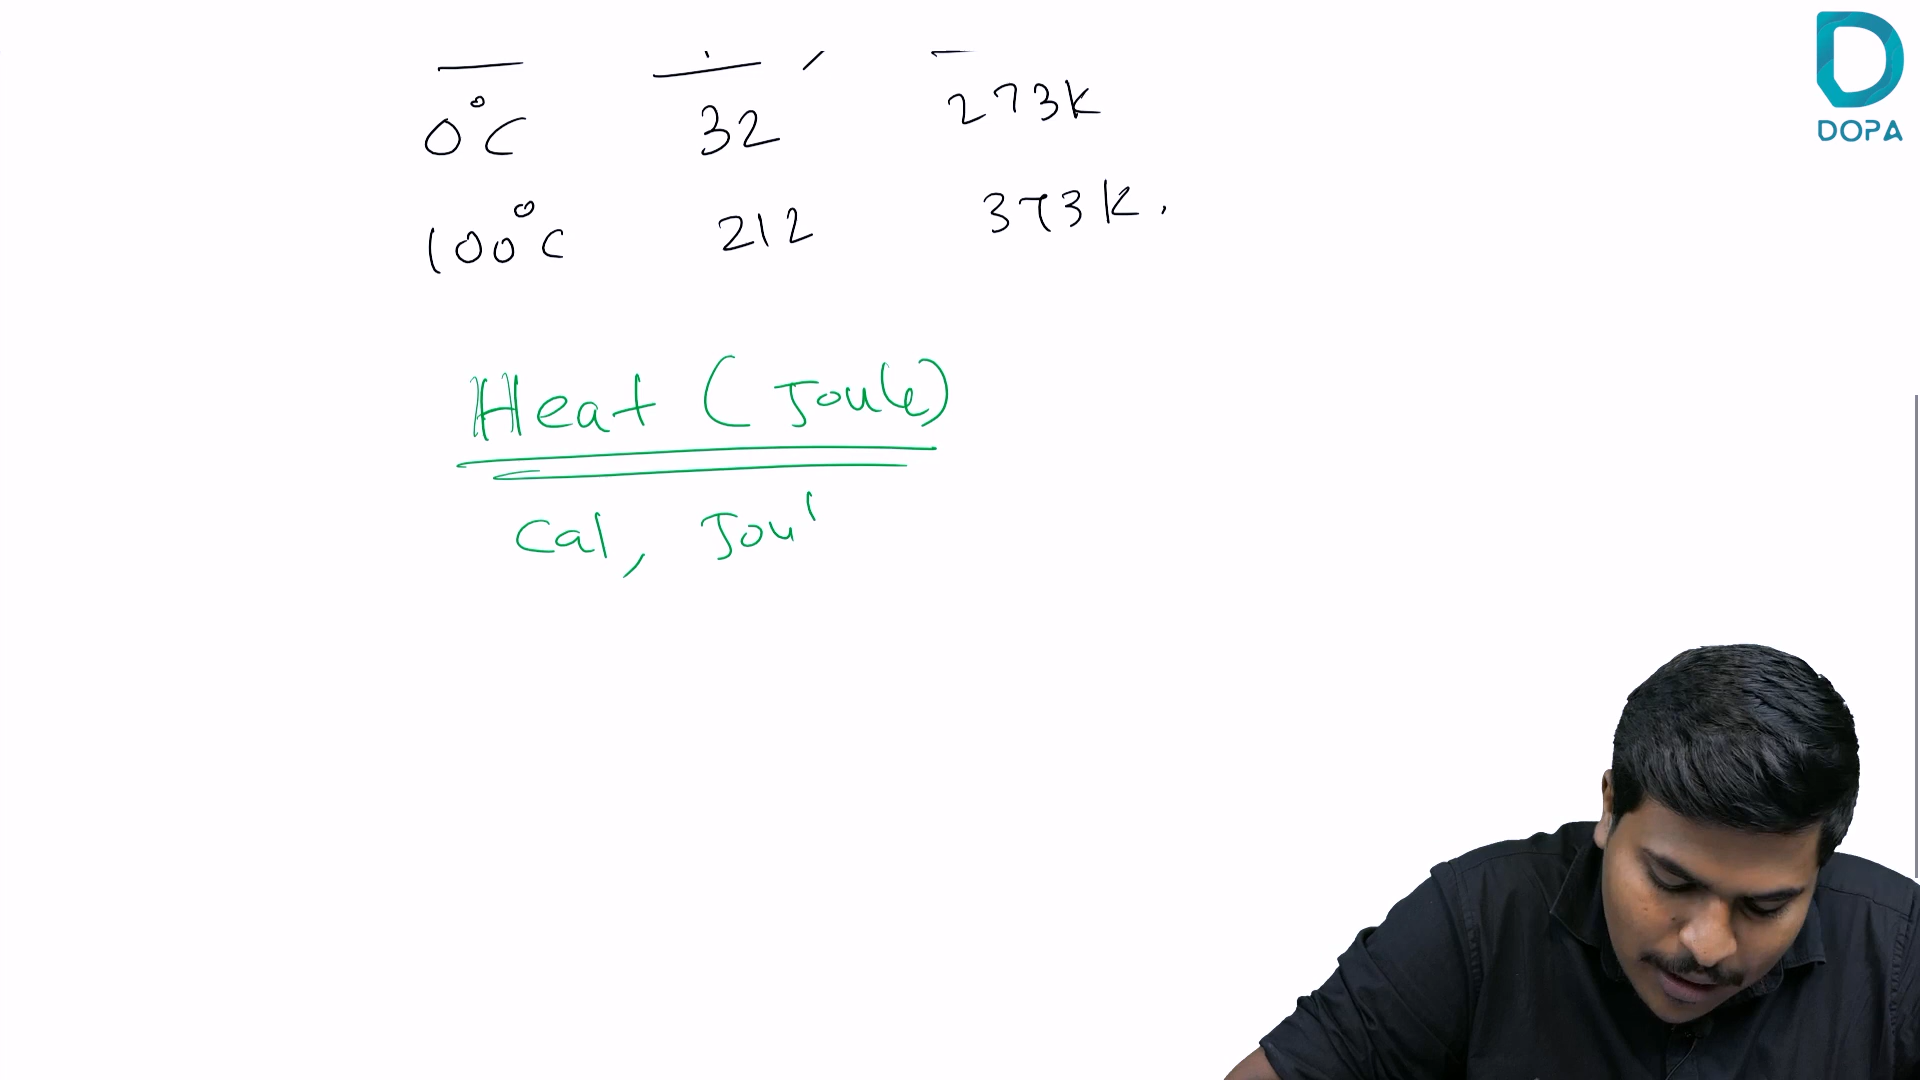 0°C 32 273K
100°C 212 373K.
Heat (Joule)
Cal, Joul
DOPA